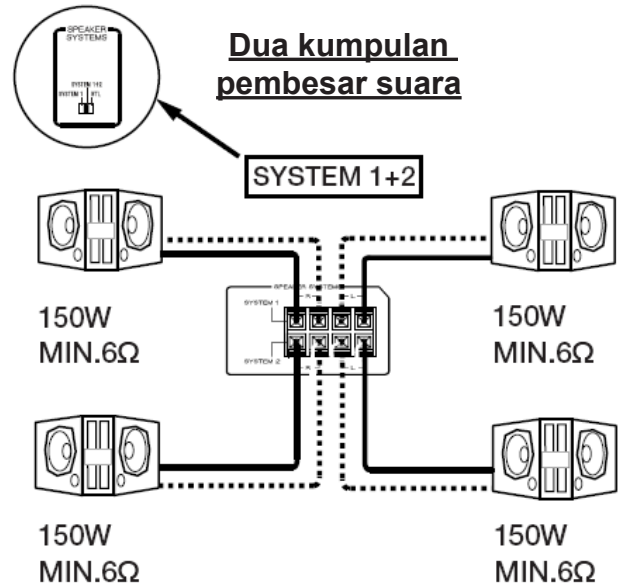 SPEAKER
SYSTEMS
SYSTEM 1+2
SYSTEM 1
BTL
Dua kumpulan
pembesar suara
SYSTEM 1+2
150W
MIN.6Ω
150W
MIN.6Ω
SPEAKER SYSTEMS
R
L
SYSTEM 1
SYSTEM 2
R
L
150W
MIN.6Ω
150W
MIN.6Ω